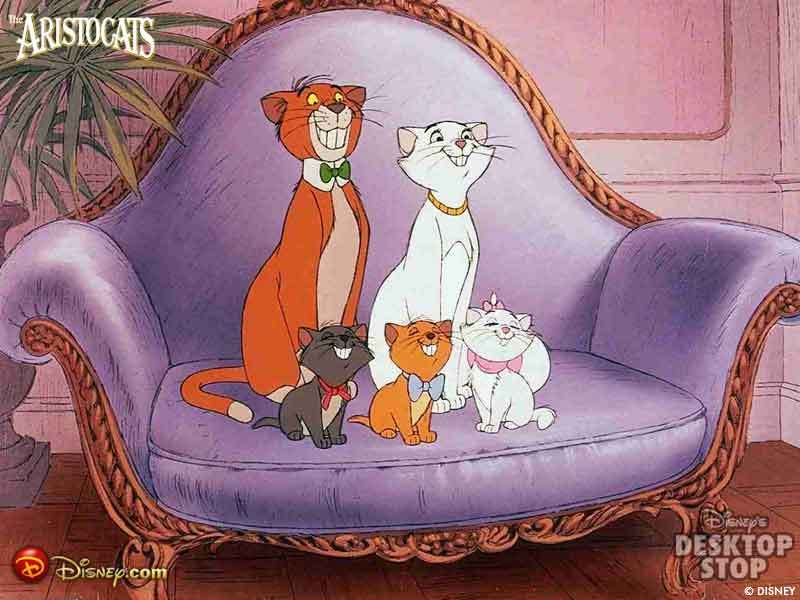 The
ARISTOCATS
DISNEY'S
DESKTOP
STOP
D Disney.com
© DISNEY